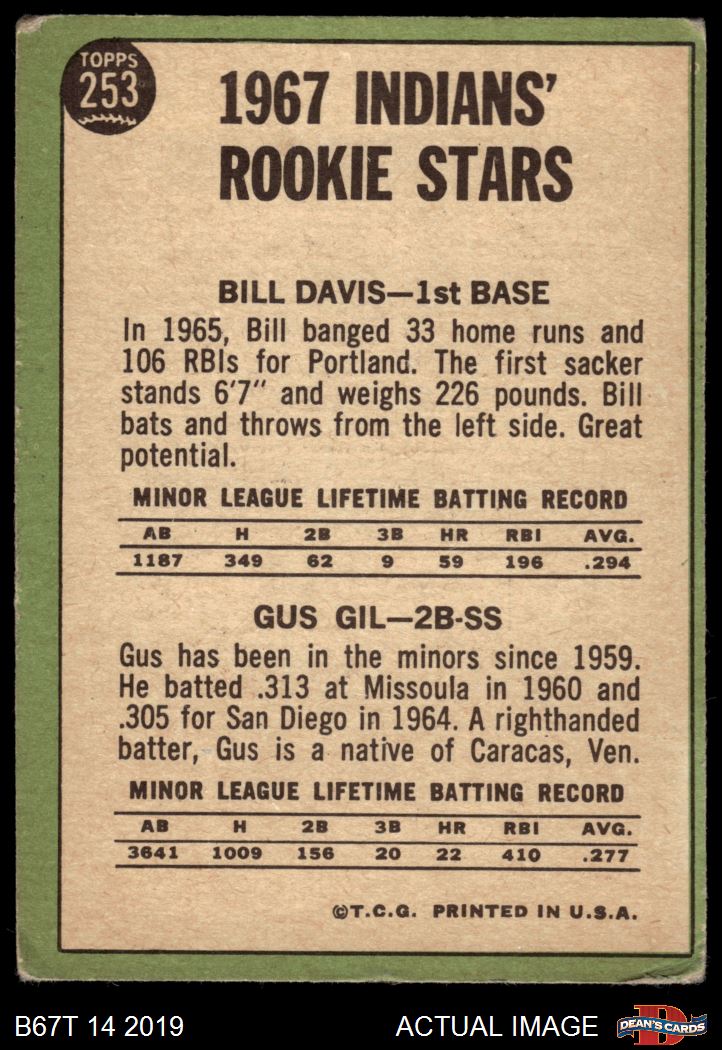 TOPPS
253
1967 INDIANS'
ROOKIE STARS
BILL DAVIS—1st BASE
In 1965, Bill banged 33 home runs and
106 RBIs for Portland. The first sacker
stands 6'7" and weighs 226 pounds. Bill
bats and throws from the left side. Great
potential.
MINOR LEAGUE LIFETIME BATTING RECORD
AB H 2B 3B HR RBI AVG.
1187 349 62 9 59 196 .294
GUS GIL—2B-SS
Gus has been in the minors since 1959.
He batted .313 at Missoula in 1960 and
.305 for San Diego in 1964. A righthanded
batter, Gus is a native of Caracas, Ven.
MINOR LEAGUE LIFETIME BATTING RECORD
AB H 2B 3B HR RBI AVG.
3641 1009 156 20 22 410 .277
©T.C.G. PRINTED IN U.S.A.
B67T 14 2019 ACTUAL IMAGE D DEAN'S CARDS